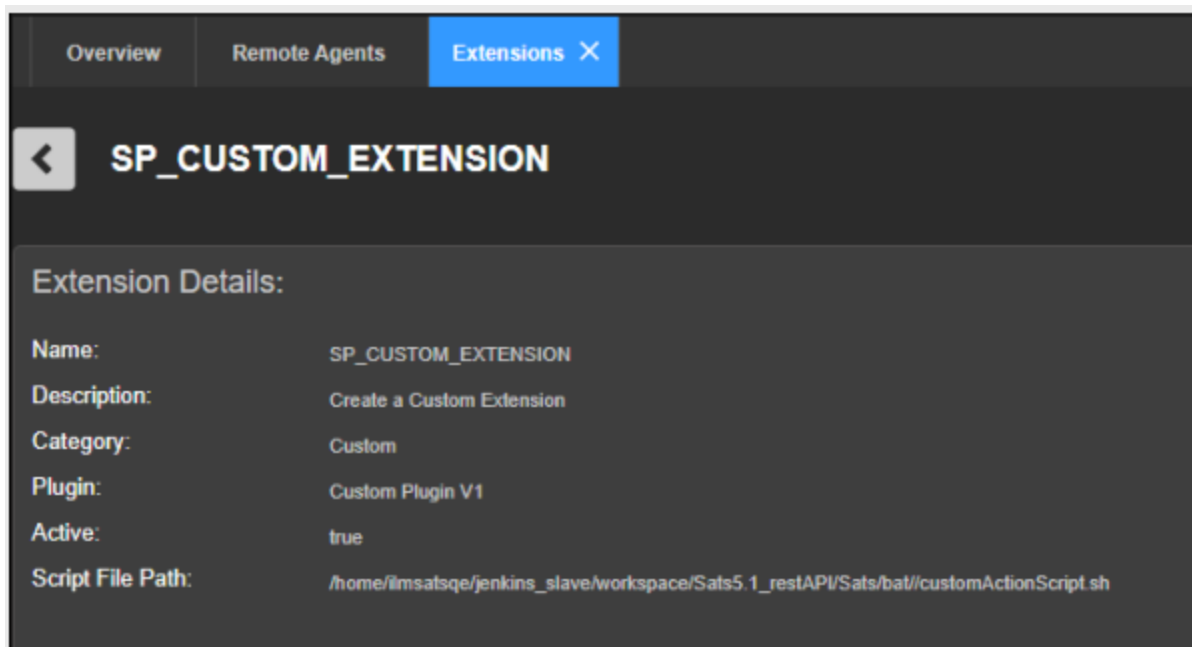 Overview Remote Agents Extensions
SP_CUSTOM_EXTENSION
Extension Details:
Name: SP_CUSTOM_EXTENSION
Description: Create a Custom Extension
Category: Custom
Plugin: Custom Plugin V1
Active: true
Script File Path: /home/ilmsatsqe/jenkins_slave/workspace/Sats5.1_restAPI/Sats/bat//customActionScript.sh